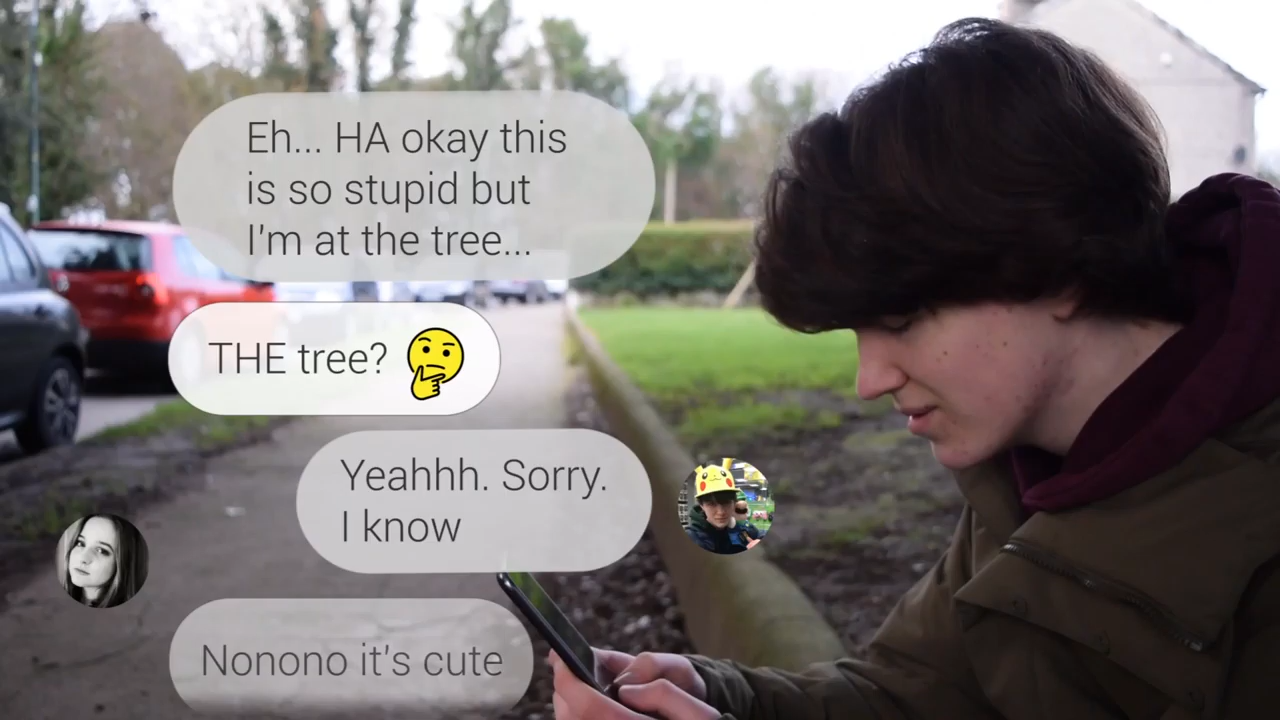 Eh... HA okay this
is so stupid but
I'm at the tree...
THE tree? 🤔
Yeahhh. Sorry.
I know
Nonono it's cute